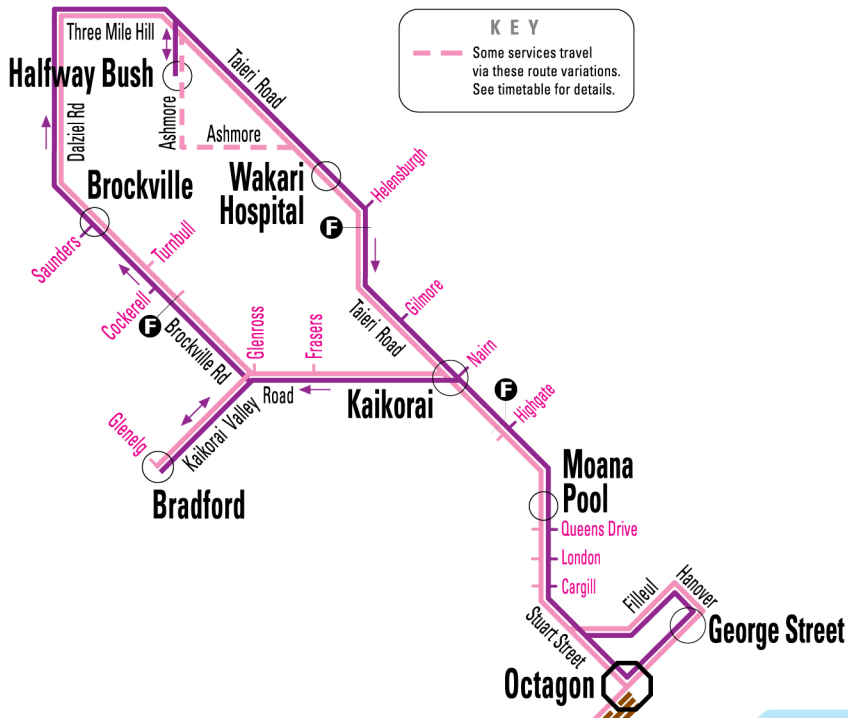 KEY
Some services travel
via these route variations.
See timetable for details.
Three Mile Hill
Halfway Bush
Taieri Road
Ashmore
Ashmore
Dalziel Rd
Brockville
Wakari
Hospital
Helensburgh
F
Saunders
Turnbull
Cockerell
F
Brockville Rd
Gilmore
Taieri Road
Glenross
Frasers
Nairn
Kaikorai
Kaikorai Valley
Road
F
Highgate
Glenelg
Bradford
Moana
Pool
Queens Drive
London
Cargill
Filleul
Hanover
Stuart Street
George Street
Octagon